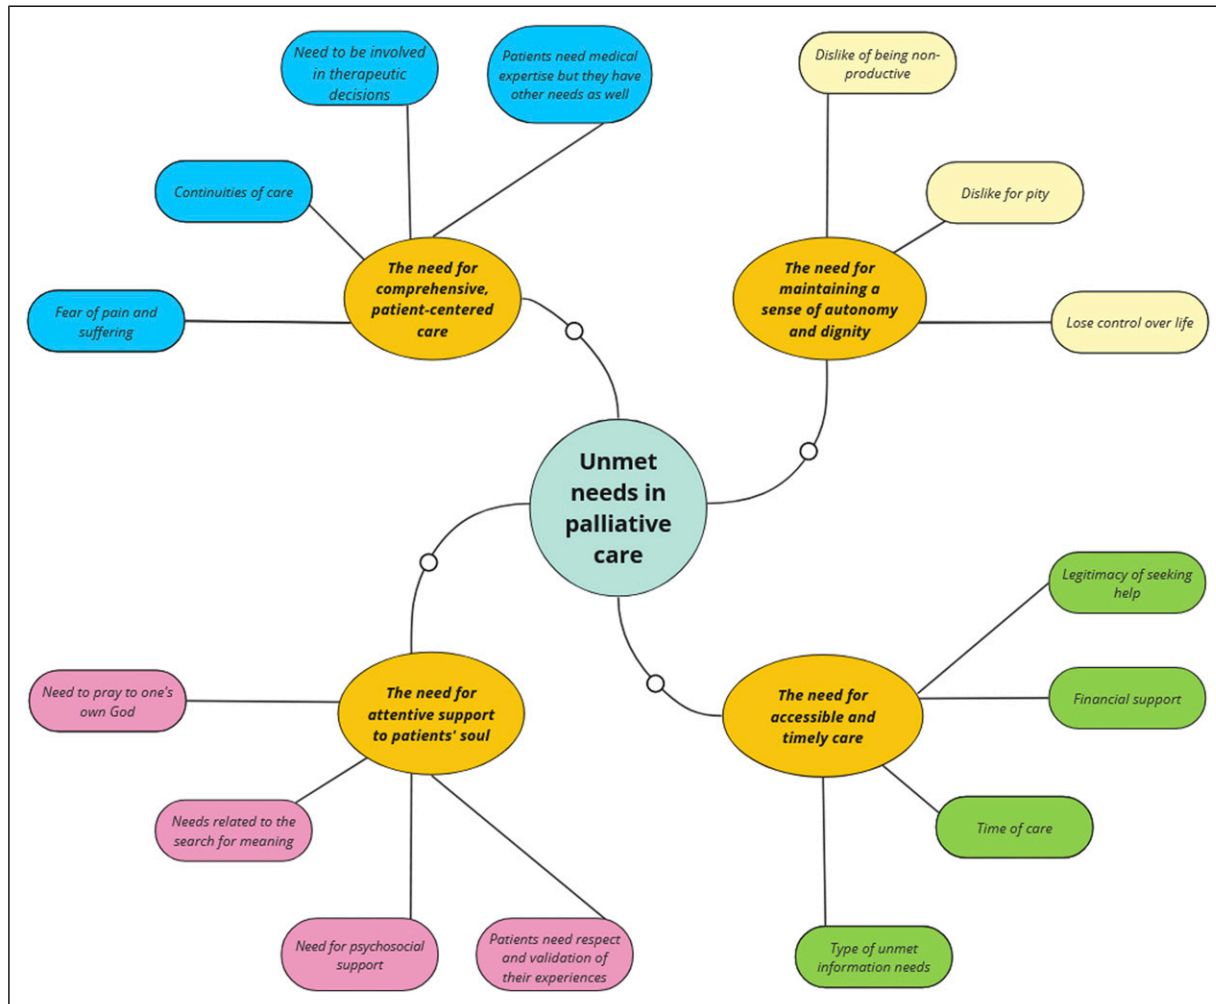 Need to be involved
in therapeutic
decisions
Patients need medical
expertise but they have
other needs as well
Continuities of care
Fear of pain and
suffering
The need for
comprehensive,
patient-centered
care
Dislike of being non-
productive
Dislike for pity
Lose control over life
The need for
maintaining a
sense of autonomy
and dignity
Unmet
needs in
palliative
care
The need for
attentive support
to patients' soul
Need to pray to one's
own God
Needs related to the
search for meaning
Need for psychosocial
support
Patients need respect
and validation of
their experiences
The need for
accessible and
timely care
Legitimacy of seeking
help
Financial support
Time of care
Type of unmet
information needs